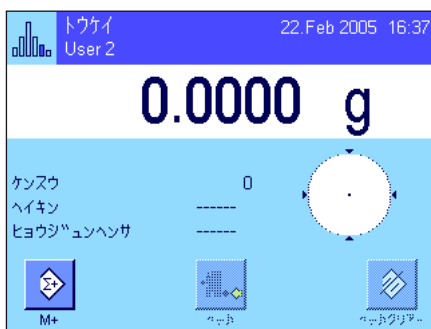 トウケイ 22.Feb 2005 16:37
User 2
0.0000 g
ケンスウ 0
ヘイキン ------
ヒョウジ゛ュンヘンサ ------
M+